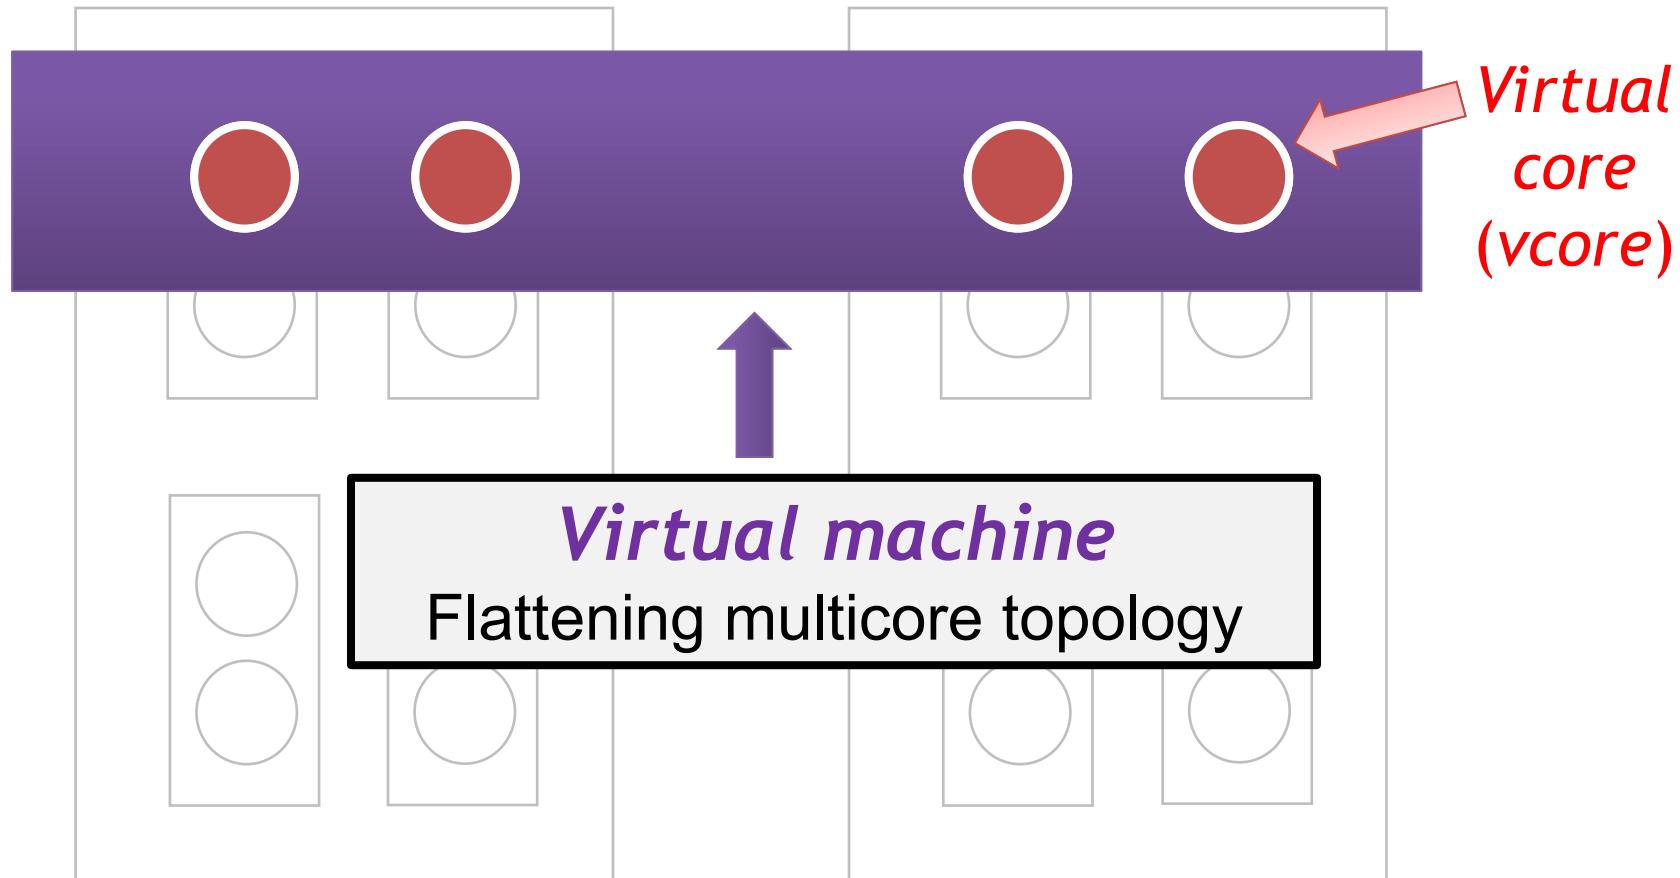 Virtual
core
(vcore)
Virtual machine
Flattening multicore topology